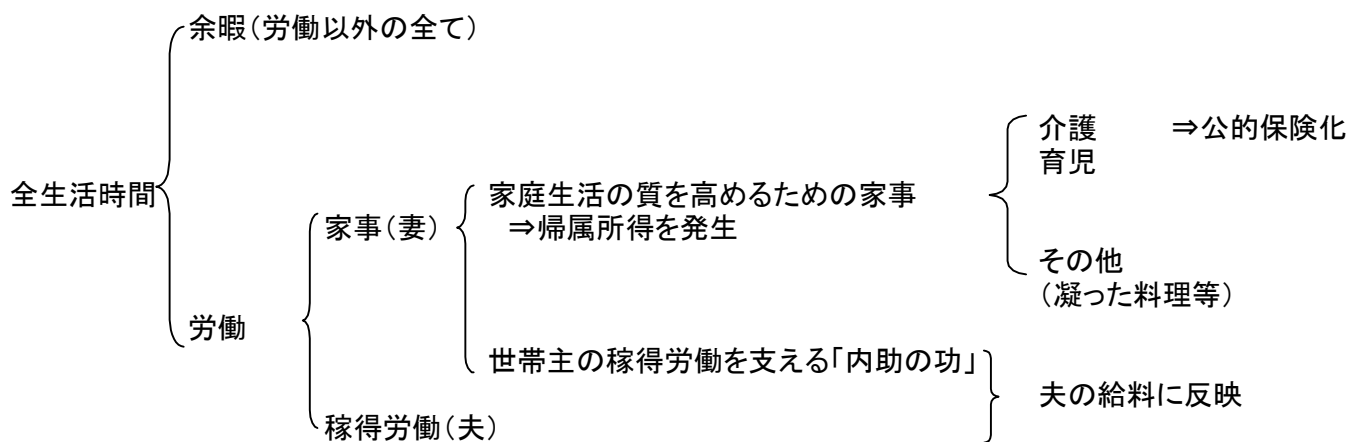 余暇（労働以外の全て）
介護 ⇒公的保険化
育児
全生活時間
家庭生活の質を高めるための家事
家事（妻）
⇒帰属所得を発生
その他
（凝った料理等）
労働
世帯主の稼得労働を支える「内助の功」
夫の給料に反映
稼得労働（夫）